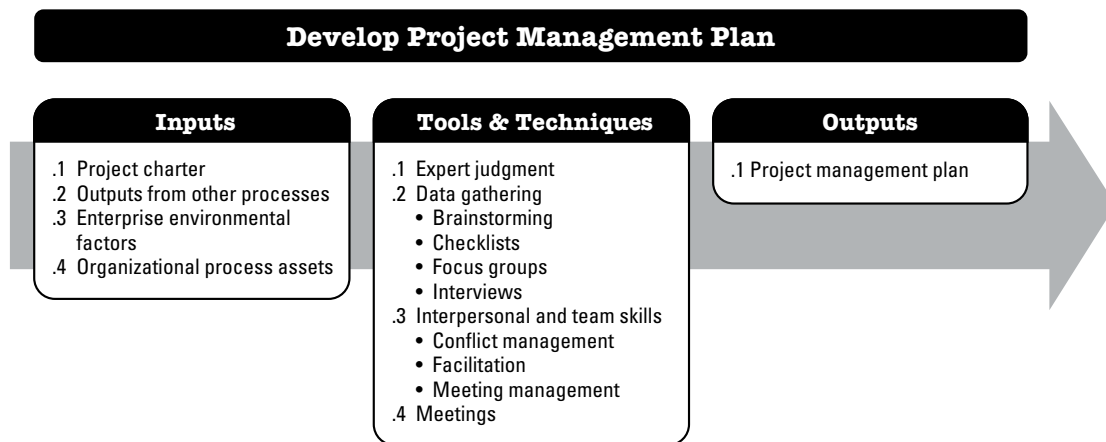 Develop Project Management Plan
Inputs
.1 Project charter
.2 Outputs from other processes
.3 Enterprise environmental
factors
.4 Organizational process assets
Tools & Techniques
.1 Expert judgment
.2 Data gathering
• Brainstorming
• Checklists
• Focus groups
• Interviews
.3 Interpersonal and team skills
• Conflict management
• Facilitation
• Meeting management
.4 Meetings
Outputs
.1 Project management plan